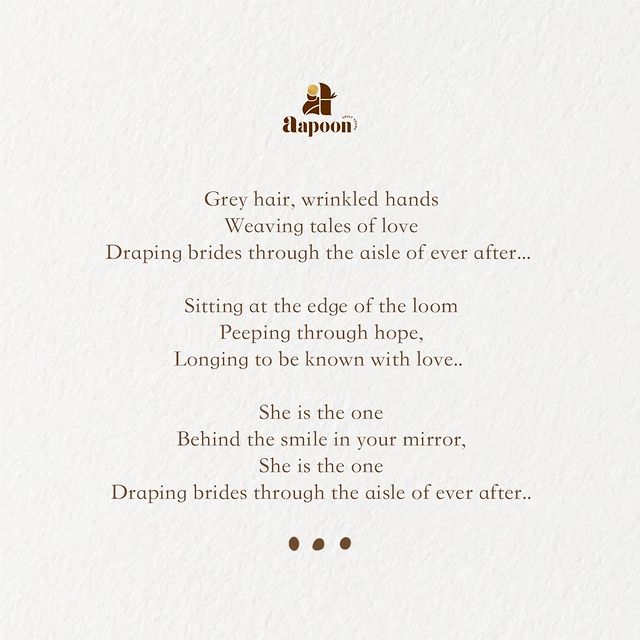 aapoon
Grey hair, wrinkled hands
Weaving tales of love
Draping brides through the aisle of ever after...
Sitting at the edge of the loom
Peeping through hope,
Longing to be known with love..
She is the one
Behind the smile in your mirror,
She is the one
Draping brides through the aisle of ever after..